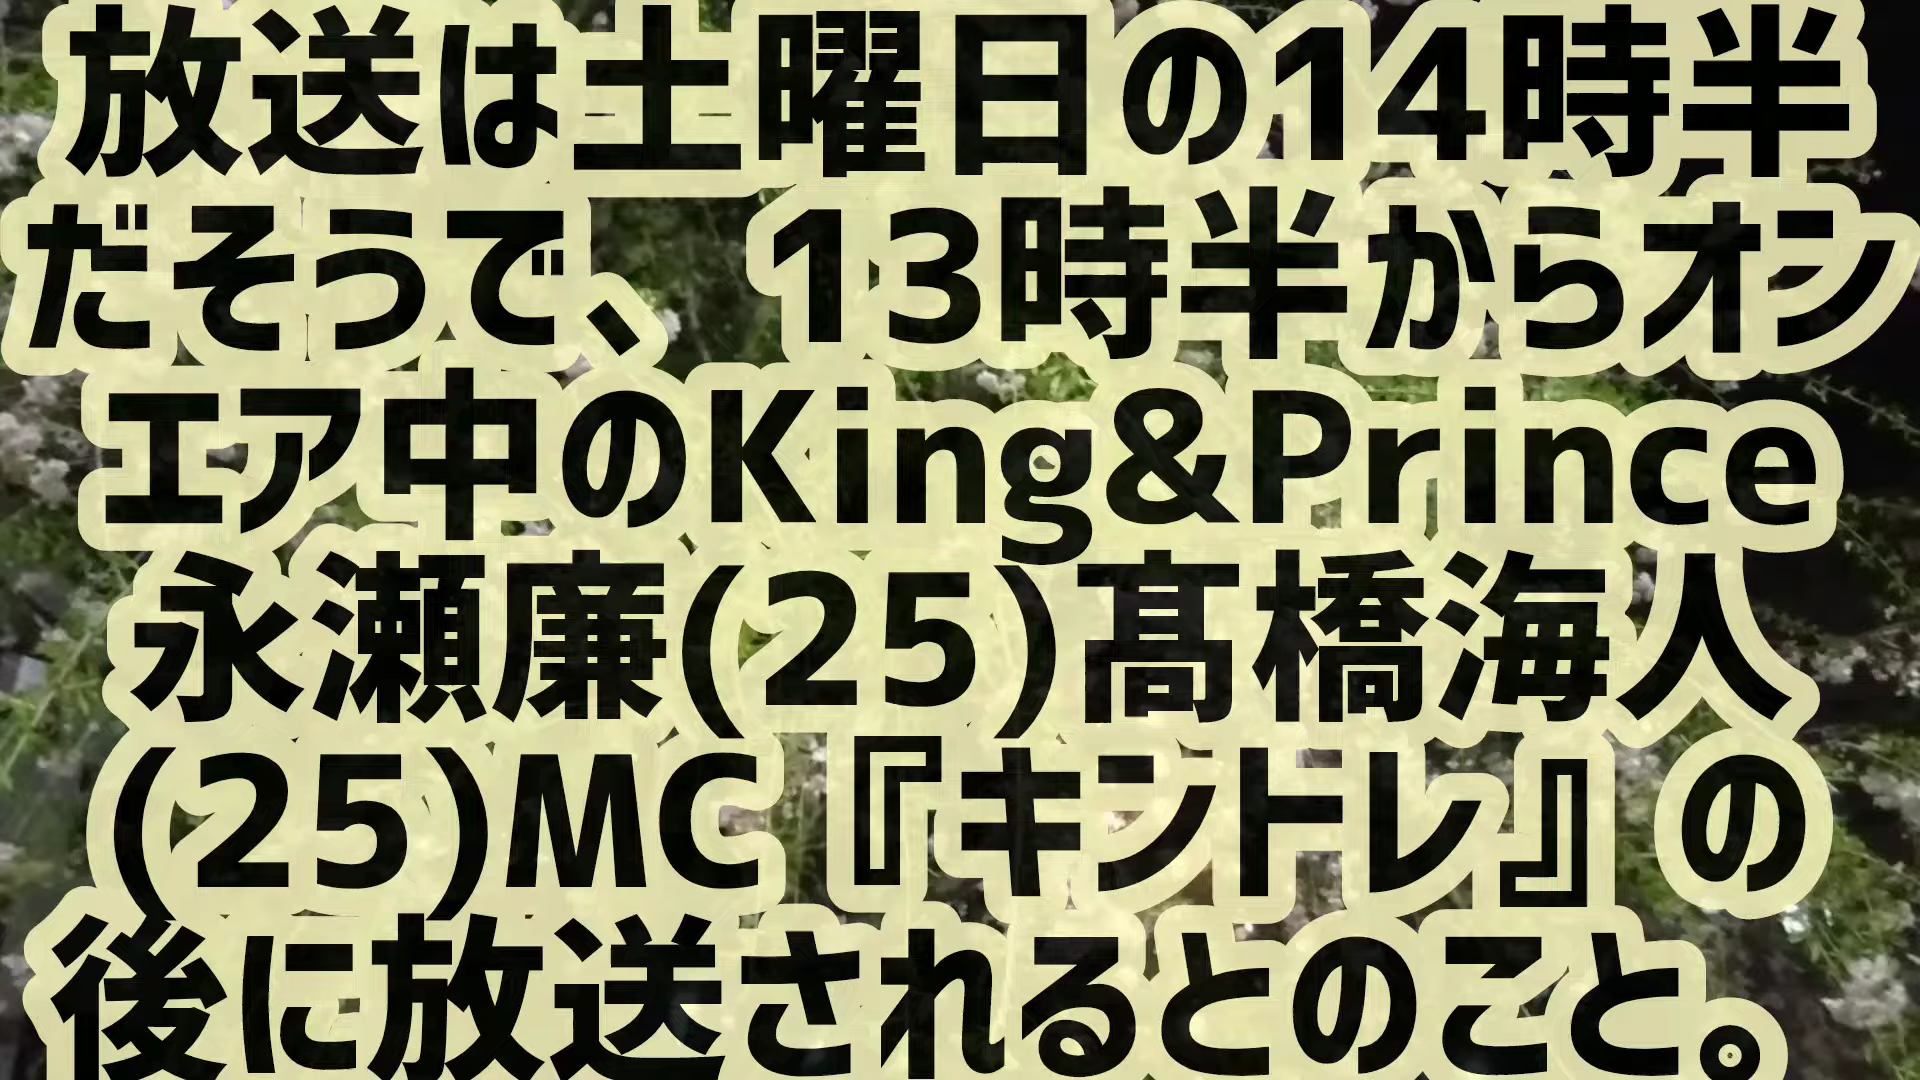 放送は土曜日の14時半
だそうで、13時半からオン
エア中のKing&Prince
永瀬廉(25)髙橋海人
(25)MC『キントレ』の
後に放送されるとのこと。